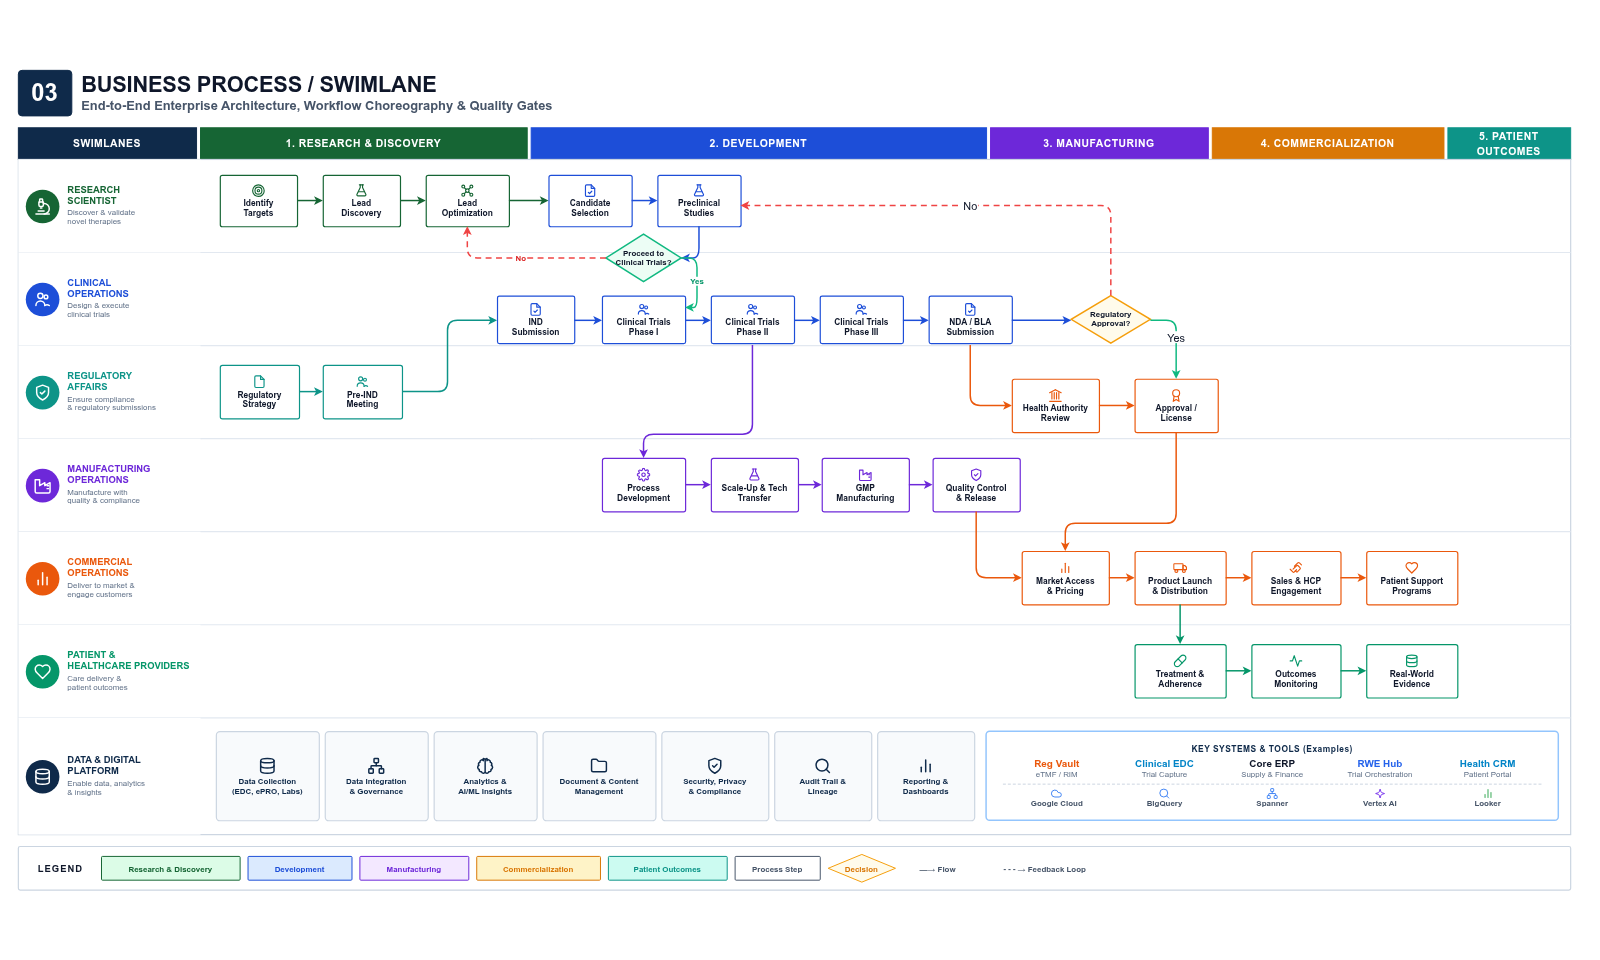 03
BUSINESS PROCESS / SWIMLANE
End-to-End Enterprise Architecture, Workflow Choreography & Quality Gates
SWIMLANES
1. RESEARCH & DISCOVERY
2. DEVELOPMENT
3. MANUFACTURING
4. COMMERCIALIZATION
5. PATIENT
OUTCOMES
RESEARCH
SCIENTIST
Discover & validate
novel therapies
Identify
Targets
Lead
Discovery
Lead
Optimization
Candidate
Selection
Preclinical
Studies
No
Proceed to
Clinical Trials?
No
Yes
CLINICAL
OPERATIONS
Design & execute
clinical trials
IND
Submission
Clinical Trials
Phase I
Clinical Trials
Phase II
Clinical Trials
Phase III
NDA / BLA
Submission
Regulatory
Approval?
Yes
REGULATORY
AFFAIRS
Ensure compliance
& regulatory submissions
Regulatory
Strategy
Pre-IND
Meeting
Health Authority
Review
Approval /
License
MANUFACTURING
OPERATIONS
Manufacture with
quality & compliance
Process
Development
Scale-Up & Tech
Transfer
GMP
Manufacturing
Quality Control
& Release
COMMERCIAL
OPERATIONS
Deliver to market &
engage customers
Market Access
& Pricing
Product Launch
& Distribution
Sales & HCP
Engagement
Patient Support
Programs
PATIENT &
HEALTHCARE PROVIDERS
Care delivery &
patient outcomes
Treatment &
Adherence
Outcomes
Monitoring
Real-World
Evidence
DATA & DIGITAL
PLATFORM
Enable data, analytics
& insights
Data Collection
(EDC, ePRO, Labs)
Data Integration
& Governance
Analytics &
AI/ML Insights
Document & Content
Management
Security, Privacy
& Compliance
Audit Trail &
Lineage
Reporting &
Dashboards
KEY SYSTEMS & TOOLS (Examples)
Reg Vault
eTMF / RIM
Clinical EDC
Trial Capture
Core ERP
Supply & Finance
RWE Hub
Trial Orchestration
Health CRM
Patient Portal
Google Cloud
BigQuery
Spanner
Vertex AI
Looker
LEGEND
Research & Discovery
Development
Manufacturing
Commercialization
Patient Outcomes
Process Step
Decision
Flow
Feedback Loop